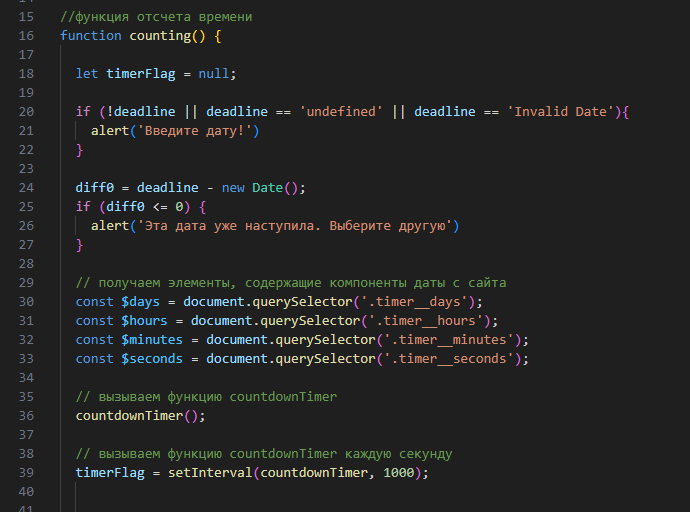 15 //функция отсчета времени
16 function counting() {
17
18 let timerFlag = null;
19
20 if (!deadline || deadline == 'undefined' || deadline == 'Invalid Date'){
21 alert('Введите дату!')
22 }
23
24 diff0 = deadline - new Date();
25 if (diff0 <= 0) {
26 alert('Эта дата уже наступила. Выберите другую')
27 }
28
29 // получаем элементы, содержащие компоненты даты с сайта
30 const $days = document.querySelector('.timer__days');
31 const $hours = document.querySelector('.timer__hours');
32 const $minutes = document.querySelector('.timer__minutes');
33 const $seconds = document.querySelector('.timer__seconds');
34
35 // вызываем функцию countdownTimer
36 countdownTimer();
37
38 // вызываем функцию countdownTimer каждую секунду
39 timerFlag = setInterval(countdownTimer, 1000);
40